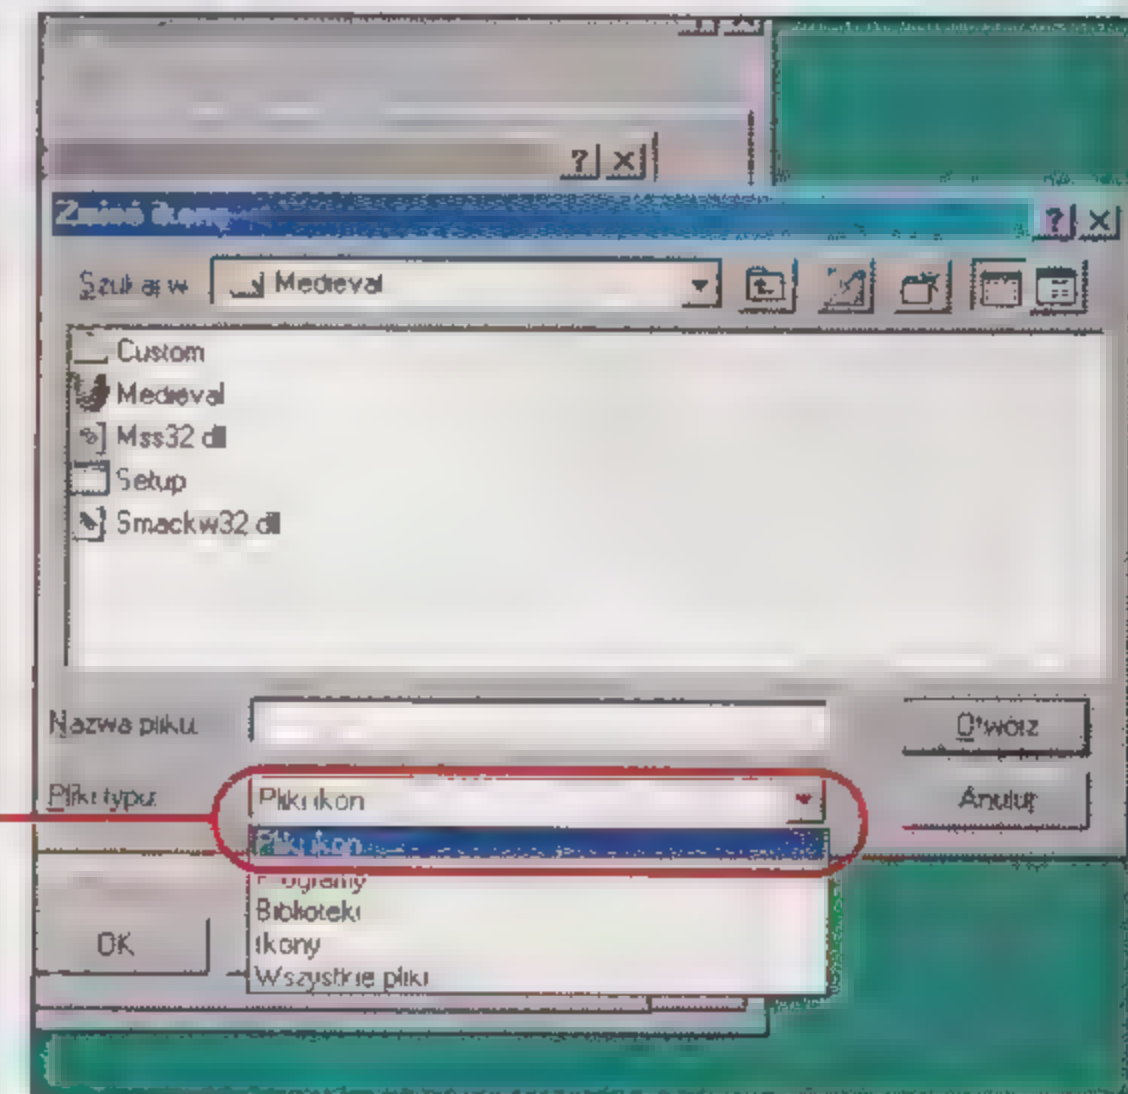 Zmień ikonę
Szukaj w Medieval
Custom
Medieval
Mss32.dll
Setup
Smackw32.dll
Nazwa pliku: Otwórz
Pliki typu: Pliki ikon Anuluj
Pliki ikon
Programy
Biblioteki
Ikony
OK
Wszystkie pliki